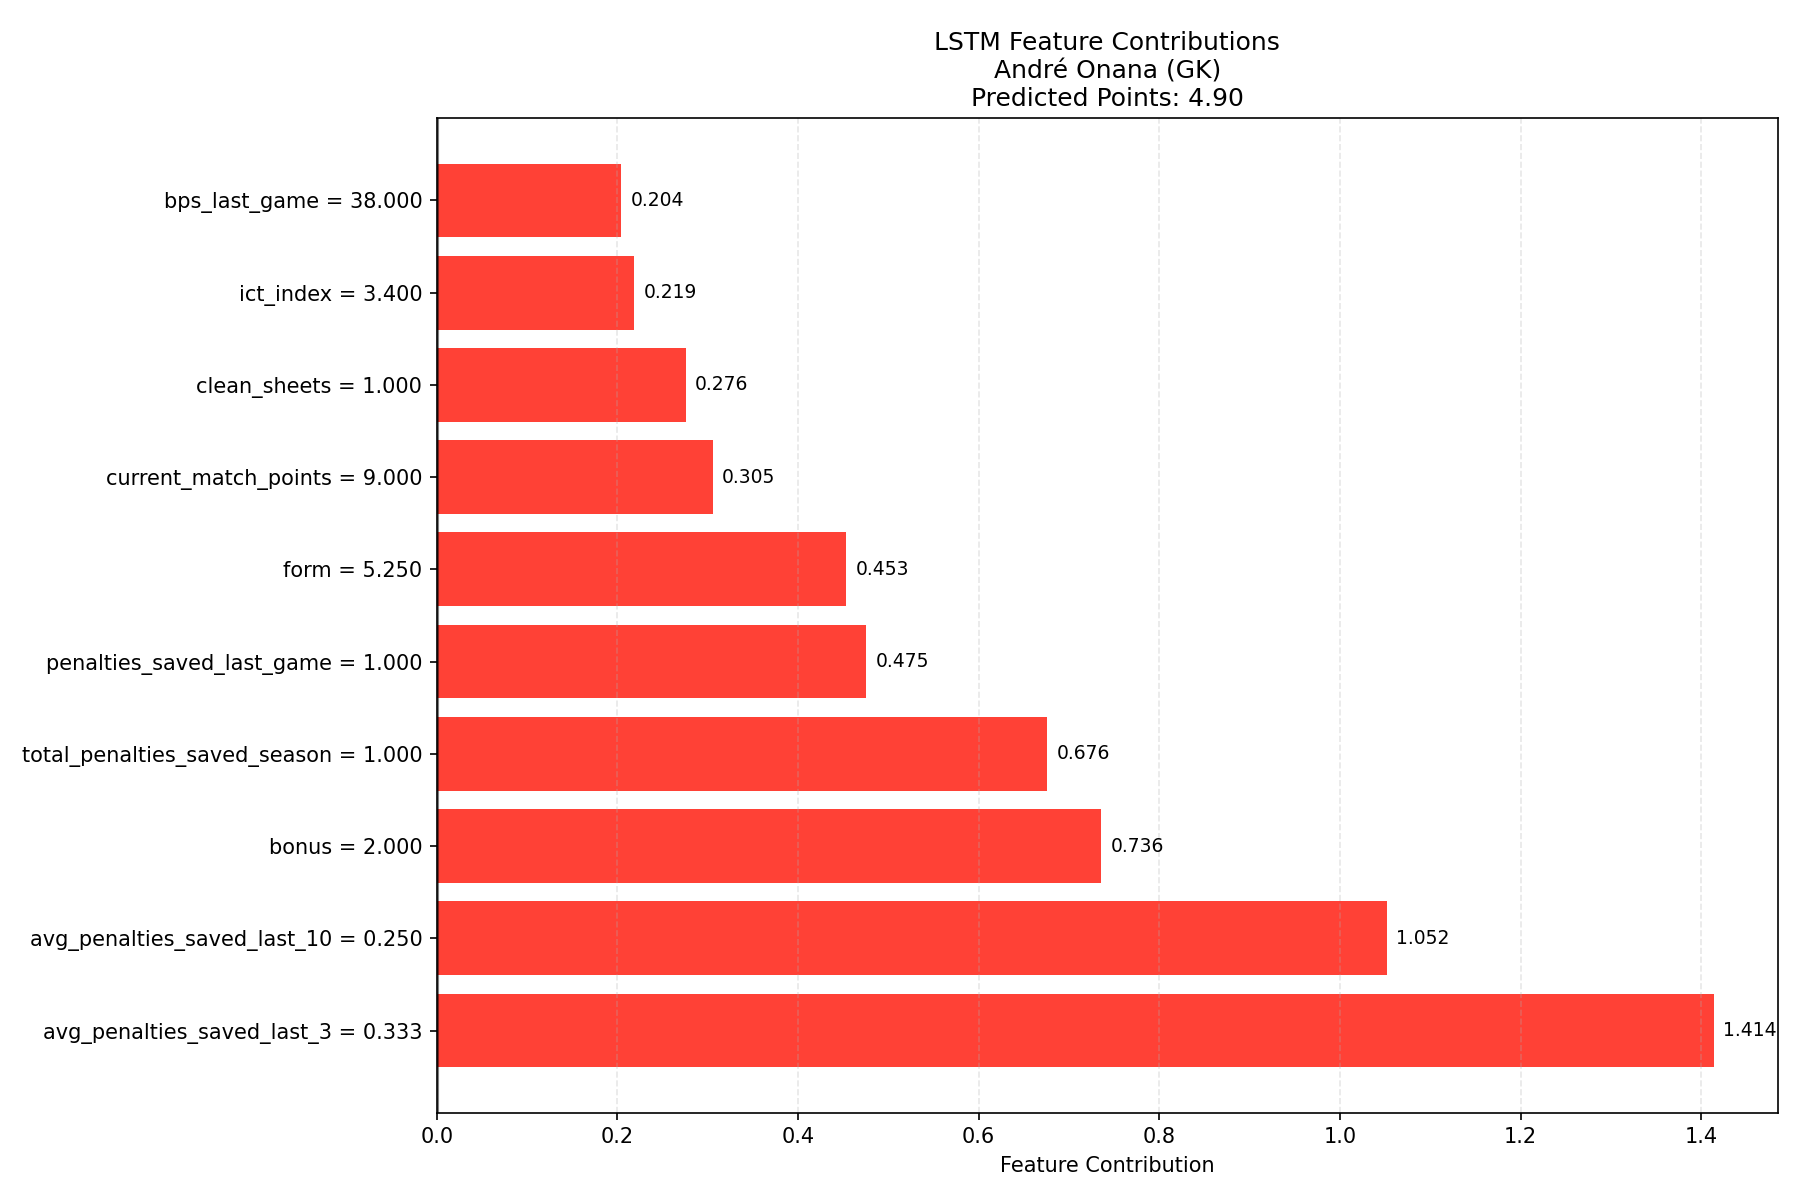 LSTM Feature Contributions
André Onana (GK)
Predicted Points: 4.90
bps_last_game = 38.000
0.204
ict_index = 3.400
0.219
clean_sheets = 1.000
0.276
current_match_points = 9.000
0.305
form = 5.250
0.453
penalties_saved_last_game = 1.000
0.475
total_penalties_saved_season = 1.000
0.676
bonus = 2.000
0.736
avg_penalties_saved_last_10 = 0.250
1.052
avg_penalties_saved_last_3 = 0.333
1.414
0.0 0.2 0.4 0.6 0.8 1.0 1.2 1.4
Feature Contribution